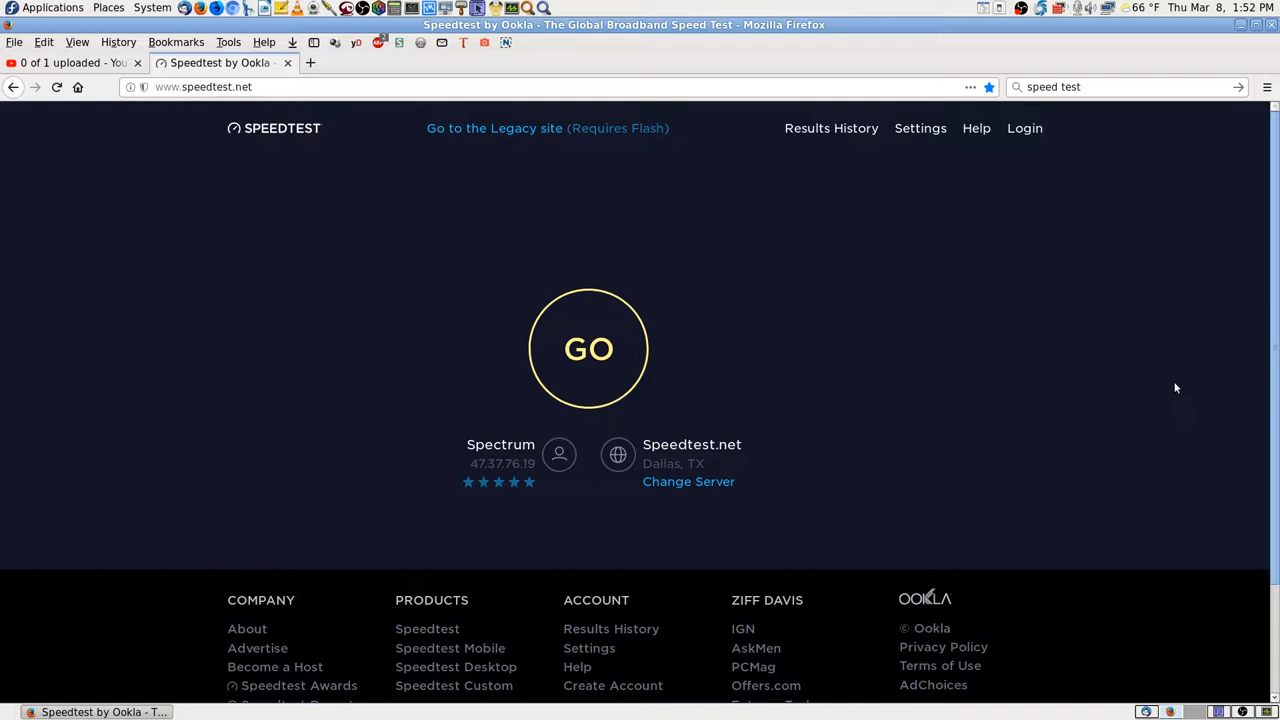 Applications Places System 66 °F Thu Mar 8, 1:52 PM
Speedtest by Ookla - The Global Broadband Speed Test - Mozilla Firefox
File Edit View History Bookmarks Tools Help
0 of 1 uploaded - You
Speedtest by Ookla -
www.speedtest.net
speed test
SPEEDTEST
Go to the Legacy site (Requires Flash)
Results History Settings Help Login
GO
Spectrum
47.37.76.19
Speedtest.net
Dallas, TX
Change Server
COMPANY
About
Advertise
Become a Host
Speedtest Awards
PRODUCTS
Speedtest
Speedtest Mobile
Speedtest Desktop
Speedtest Custom
ACCOUNT
Results History
Settings
Help
Create Account
ZIFF DAVIS
IGN
AskMen
PCMag
Offers.com
OOKLA
© Ookla
Privacy Policy
Terms of Use
AdChoices
Speedtest by Ookla - T...